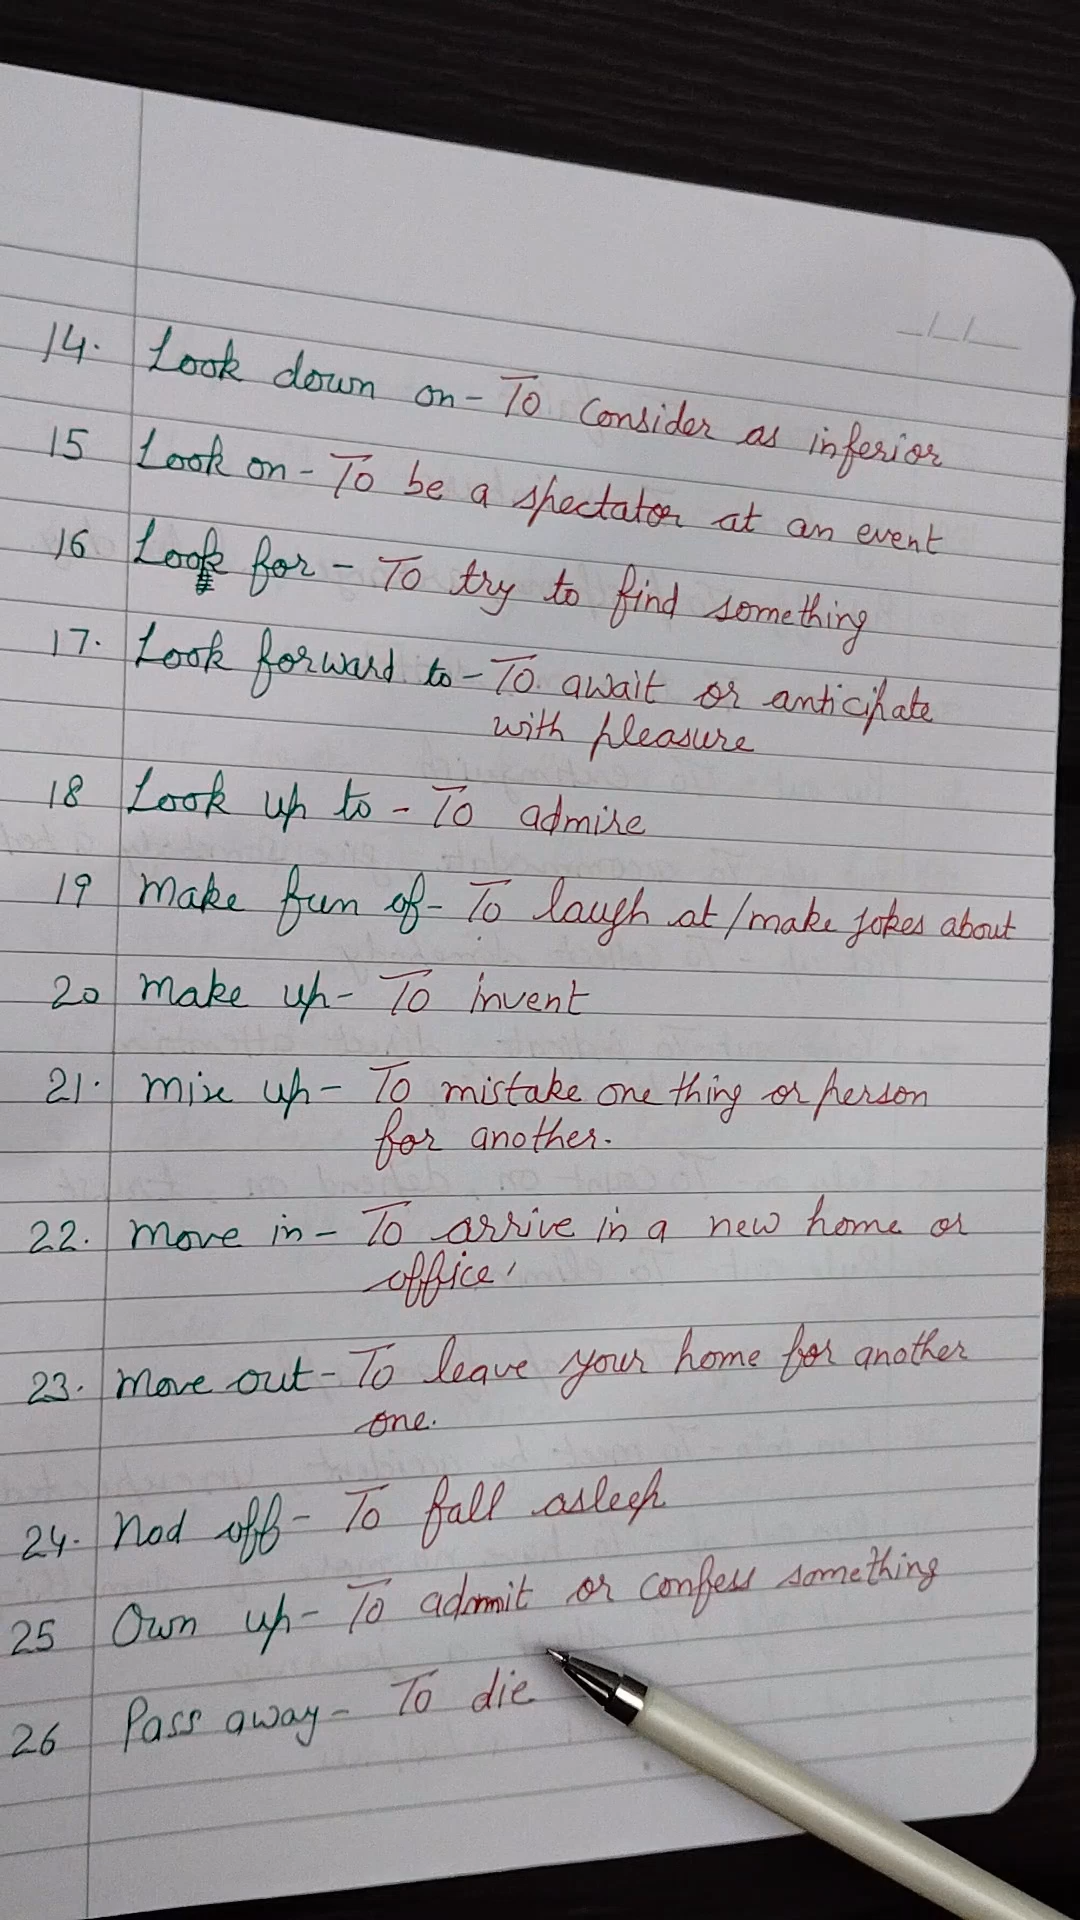 14. Look down on - To consider as inferior
15 Look on - To be a spectator at an event
16 Look for - To try to find something
17. Look forward to - To await or anticipate
with pleasure
18 Look up to - To admire
19 Make fun of - To laugh at/make jokes about
20 Make up - To invent
21. Mix up - To mistake one thing or person
for another.
22. Move in - To arrive in a new home or
office.
23. Move out - To leave your home for another
one.
24. Nod off - To fall asleep
25 Own up - To admit or confess something
26 Pass away - To die